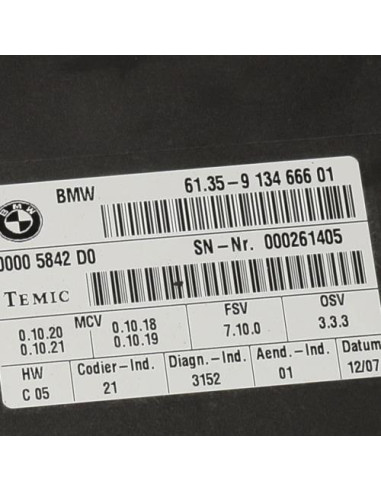 BMW
BMW 61.35-9 134 666 01
0000 5842 D0 SN-Nr. 000261405
TEMIC
MCV FSV OSV
0.10.20 0.10.18 7.10.0 3.3.3
0.10.21 0.10.19
HW Codier-Ind. Diagn.-Ind. Aend.-Ind. Datum
C 05 21 3152 01 12/07